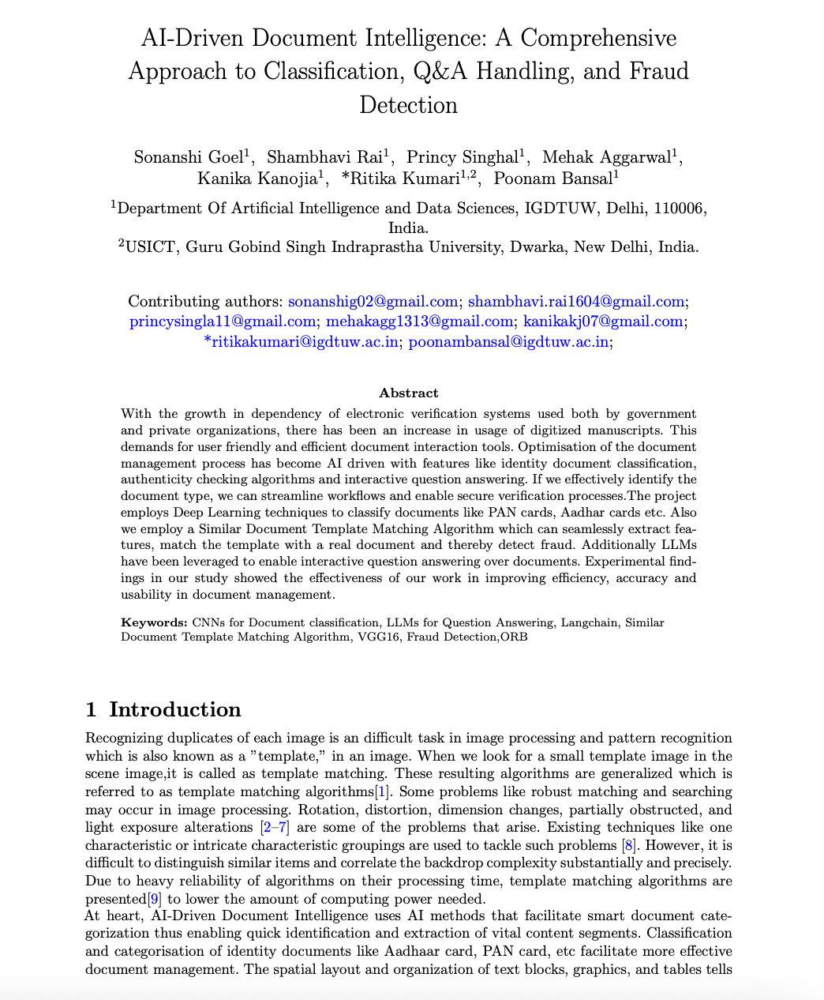 AI-Driven Document Intelligence: A Comprehensive
Approach to Classification, Q&A Handling, and Fraud
Detection
Sonanshi Goel¹, Shambhavi Rai¹, Princy Singhal¹, Mehak Aggarwal¹,
Kanika Kanojia¹, *Ritika Kumari¹,², Poonam Bansal¹
¹Department Of Artificial Intelligence and Data Sciences, IGDTUW, Delhi, 110006,
India.
²USICT, Guru Gobind Singh Indraprastha University, Dwarka, New Delhi, India.
Contributing authors: sonanshig02@gmail.com; shambhavi.rai1604@gmail.com;
princysingla11@gmail.com; mehakagg1313@gmail.com; kanikakj07@gmail.com;
*ritikakumari@igdtuw.ac.in; poonambansal@igdtuw.ac.in;
Abstract
With the growth in dependency of electronic verification systems used both by government
and private organizations, there has been an increase in usage of digitized manuscripts. This
demands for user friendly and efficient document interaction tools. Optimisation of the document
management process has become AI driven with features like identity document classification,
authenticity checking algorithms and interactive question answering. If we effectively identify the
document type, we can streamline workflows and enable secure verification processes.The project
employs Deep Learning techniques to classify documents like PAN cards, Aadhar cards etc. Also
we employ a Similar Document Template Matching Algorithm which can seamlessly extract fea-
tures, match the template with a real document and thereby detect fraud. Additionally LLMs
have been leveraged to enable interactive question answering over documents. Experimental find-
ings in our study showed the effectiveness of our work in improving efficiency, accuracy and
usability in document management.
Keywords: CNNs for Document classification, LLMs for Question Answering, Langchain, Similar
Document Template Matching Algorithm, VGG16, Fraud Detection,ORB
1 Introduction
Recognizing duplicates of each image is an difficult task in image processing and pattern recognition
which is also known as a ”template,” in an image. When we look for a small template image in the
scene image,it is called as template matching. These resulting algorithms are generalized which is
referred to as template matching algorithms[1]. Some problems like robust matching and searching
may occur in image processing. Rotation, distortion, dimension changes, partially obstructed, and
light exposure alterations [2–7] are some of the problems that arise. Existing techniques like one
characteristic or intricate characteristic groupings are used to tackle such problems [8]. However, it is
difficult to distinguish similar items and correlate the backdrop complexity substantially and precisely.
Due to heavy reliability of algorithms on their processing time, template matching algorithms are
presented[9] to lower the amount of computing power needed.
At heart, AI-Driven Document Intelligence uses AI methods that facilitate smart document cate-
gorization thus enabling quick identification and extraction of vital content segments. Classification
and categorisation of identity documents like Aadhaar card, PAN card, etc facilitate more effective
document management. The spatial layout and organization of text blocks, graphics, and tables tells